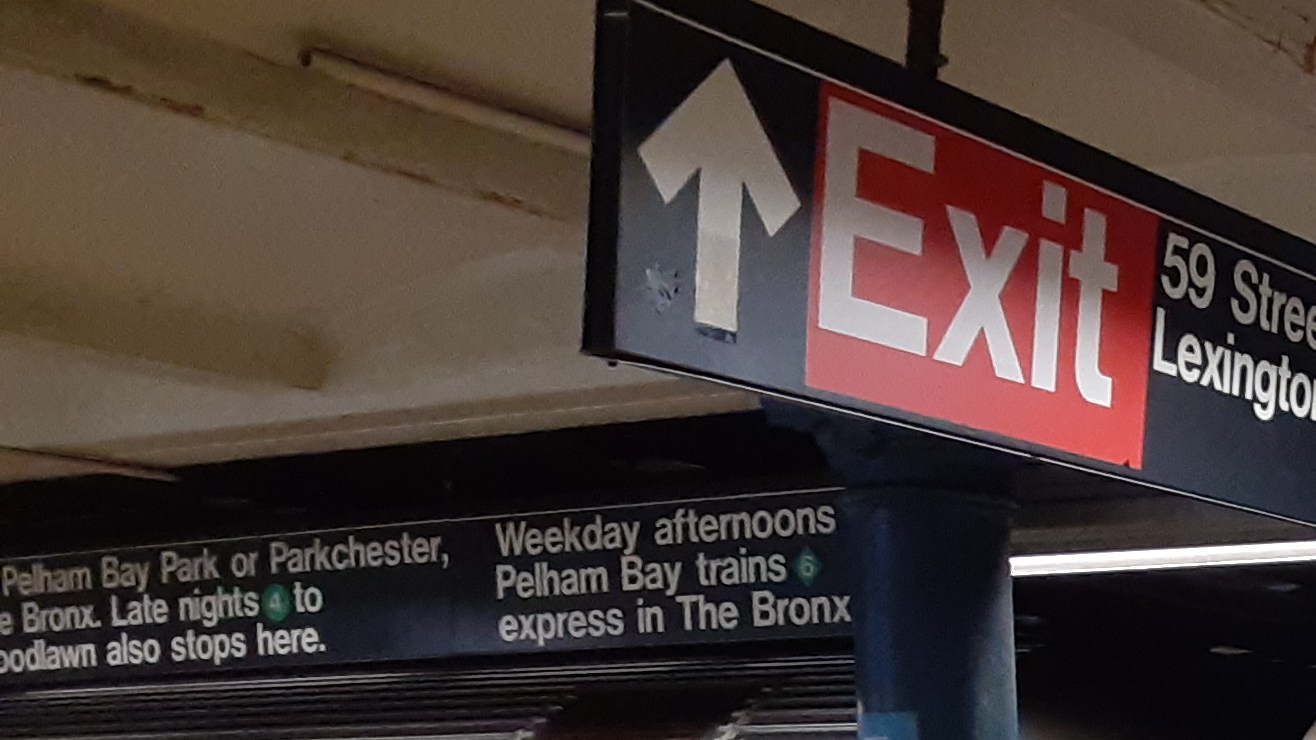 Exit
59 Stree
Lexington
Pelham Bay Park or Parkchester,
e Bronx. Late nights 4 to
oodlawn also stops here.
Weekday afternoons
Pelham Bay trains 6
express in The Bronx